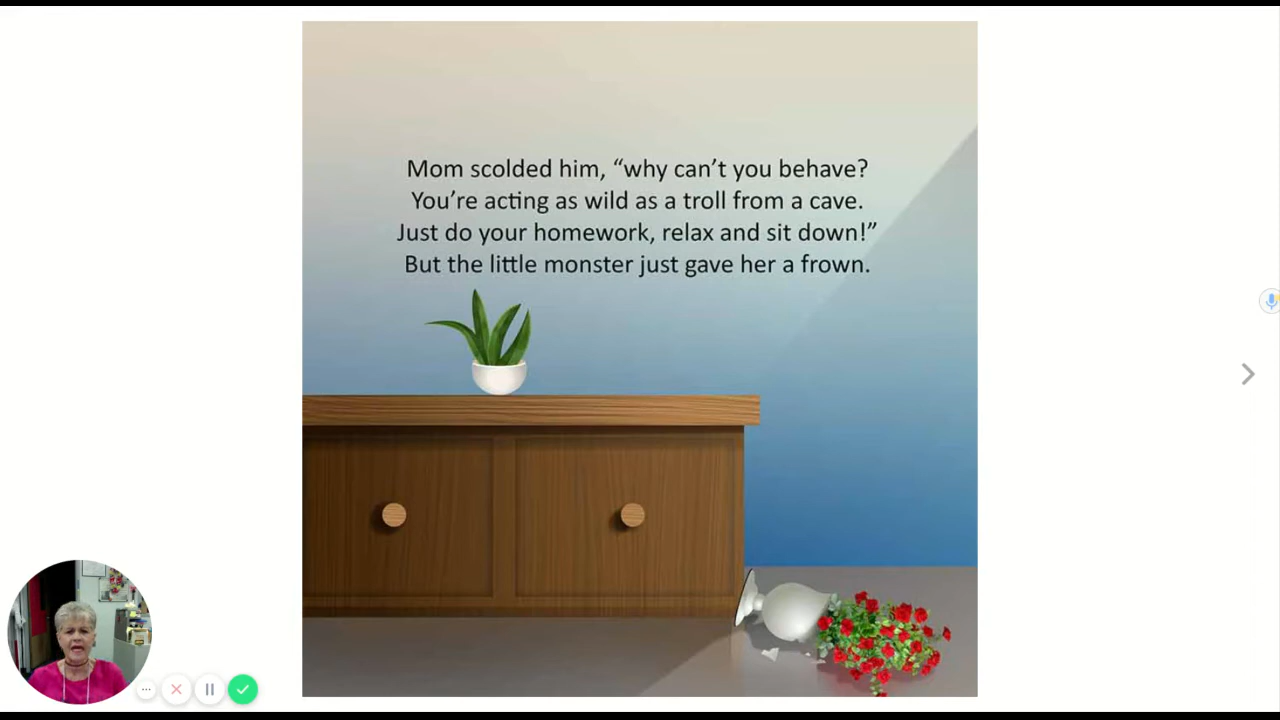 Mom scolded him, “why can’t you behave?
You’re acting as wild as a troll from a cave.
Just do your homework, relax and sit down!”
But the little monster just gave her a frown.